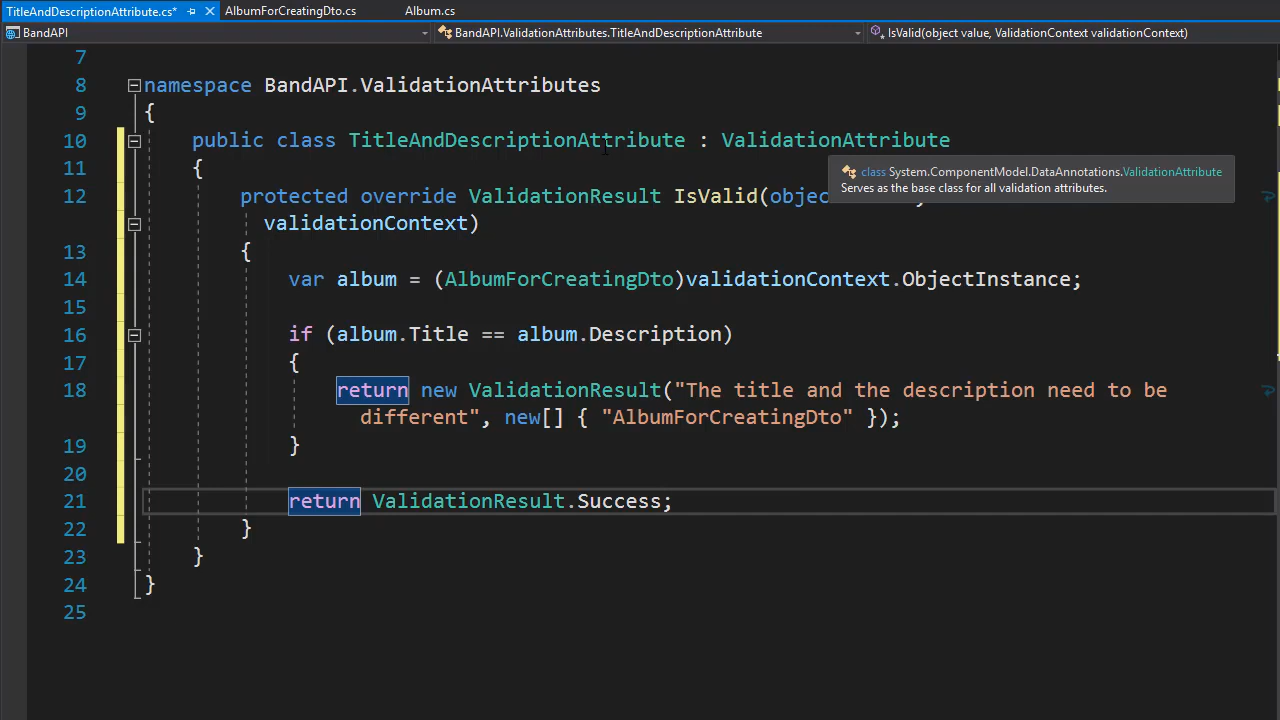 TitleAndDescriptionAttribute.cs* AlbumForCreatingDto.cs Album.cs
BandAPI BandAPI.ValidationAttributes.TitleAndDescriptionAttribute IsValid(object value, ValidationContext validationContext)
7
8 namespace BandAPI.ValidationAttributes
9 {
10 public class TitleAndDescriptionAttribute : ValidationAttribute
class System.ComponentModel.DataAnnotations.ValidationAttribute
Serves as the base class for all validation attributes.
11 {
12 protected override ValidationResult IsValid(objec
validationContext)
13 {
14 var album = (AlbumForCreatingDto)validationContext.ObjectInstance;
15
16 if (album.Title == album.Description)
17 {
18 return new ValidationResult("The title and the description need to be
different", new[] { "AlbumForCreatingDto" });
19 }
20
21 return ValidationResult.Success;
22 }
23 }
24 }
25